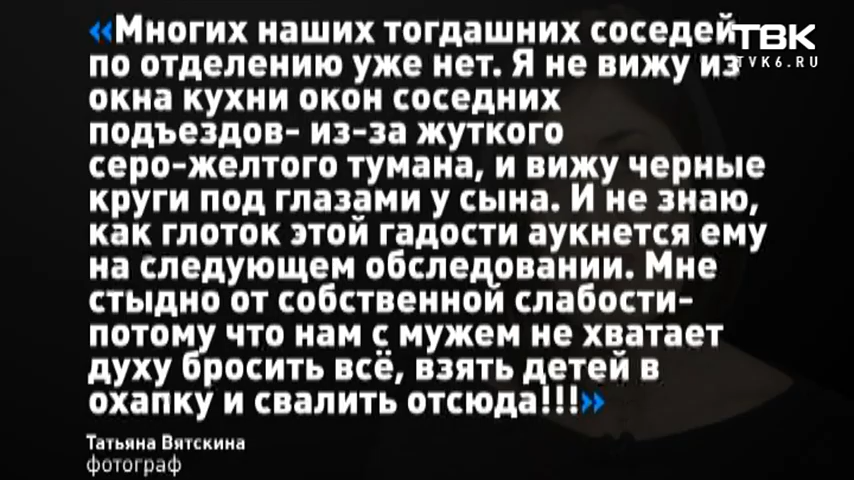 «Многих наших тогдашних соседей
по отделению уже нет. Я не вижу из
окна кухни окон соседних
подъездов- из-за жуткого
серо-желтого тумана, и вижу черные
круги под глазами у сына. И не знаю,
как глоток этой гадости аукнется ему
на следующем обследовании. Мне
стыдно от собственной слабости-
потому что нам с мужем не хватает
духу бросить всё, взять детей в
охапку и свалить отсюда!!!»
Татьяна Вятскина
фотограф
ТВК
TVK6.RU